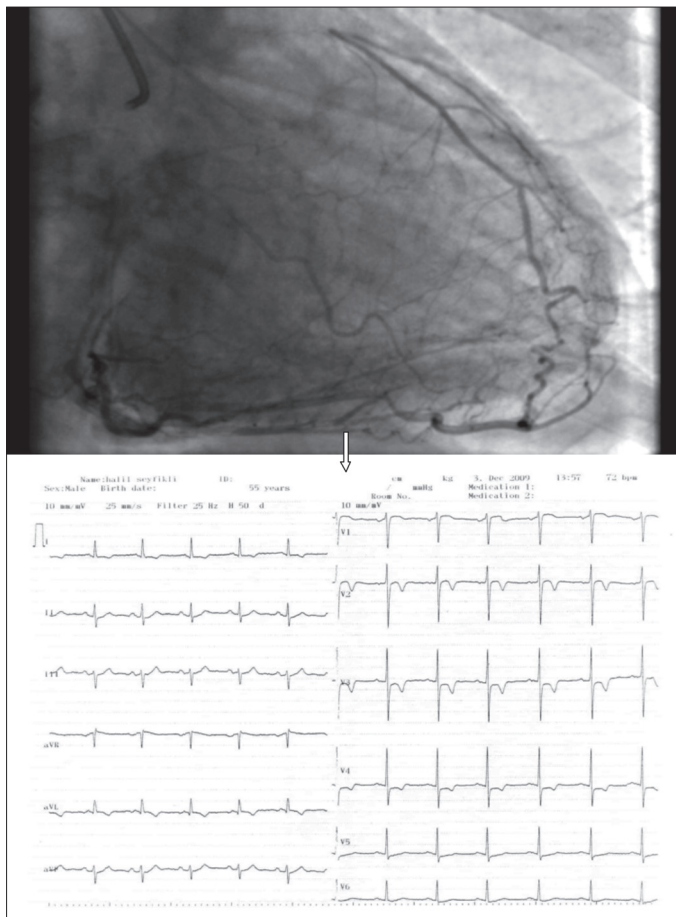 Name:halil seyfikli ID: cm kg 3, Dec 2009 13:57 72 bpm
Sex:Male Birth date: 55 years / mmHg Medication 1:
Room No. Medication 2:
10 mm/mV 25 mm/s Filter 25 Hz H 50 d 10 mm/mV
I
II
III
aVR
aVL
aVF
V1
V2
V3
V4
V5
V6